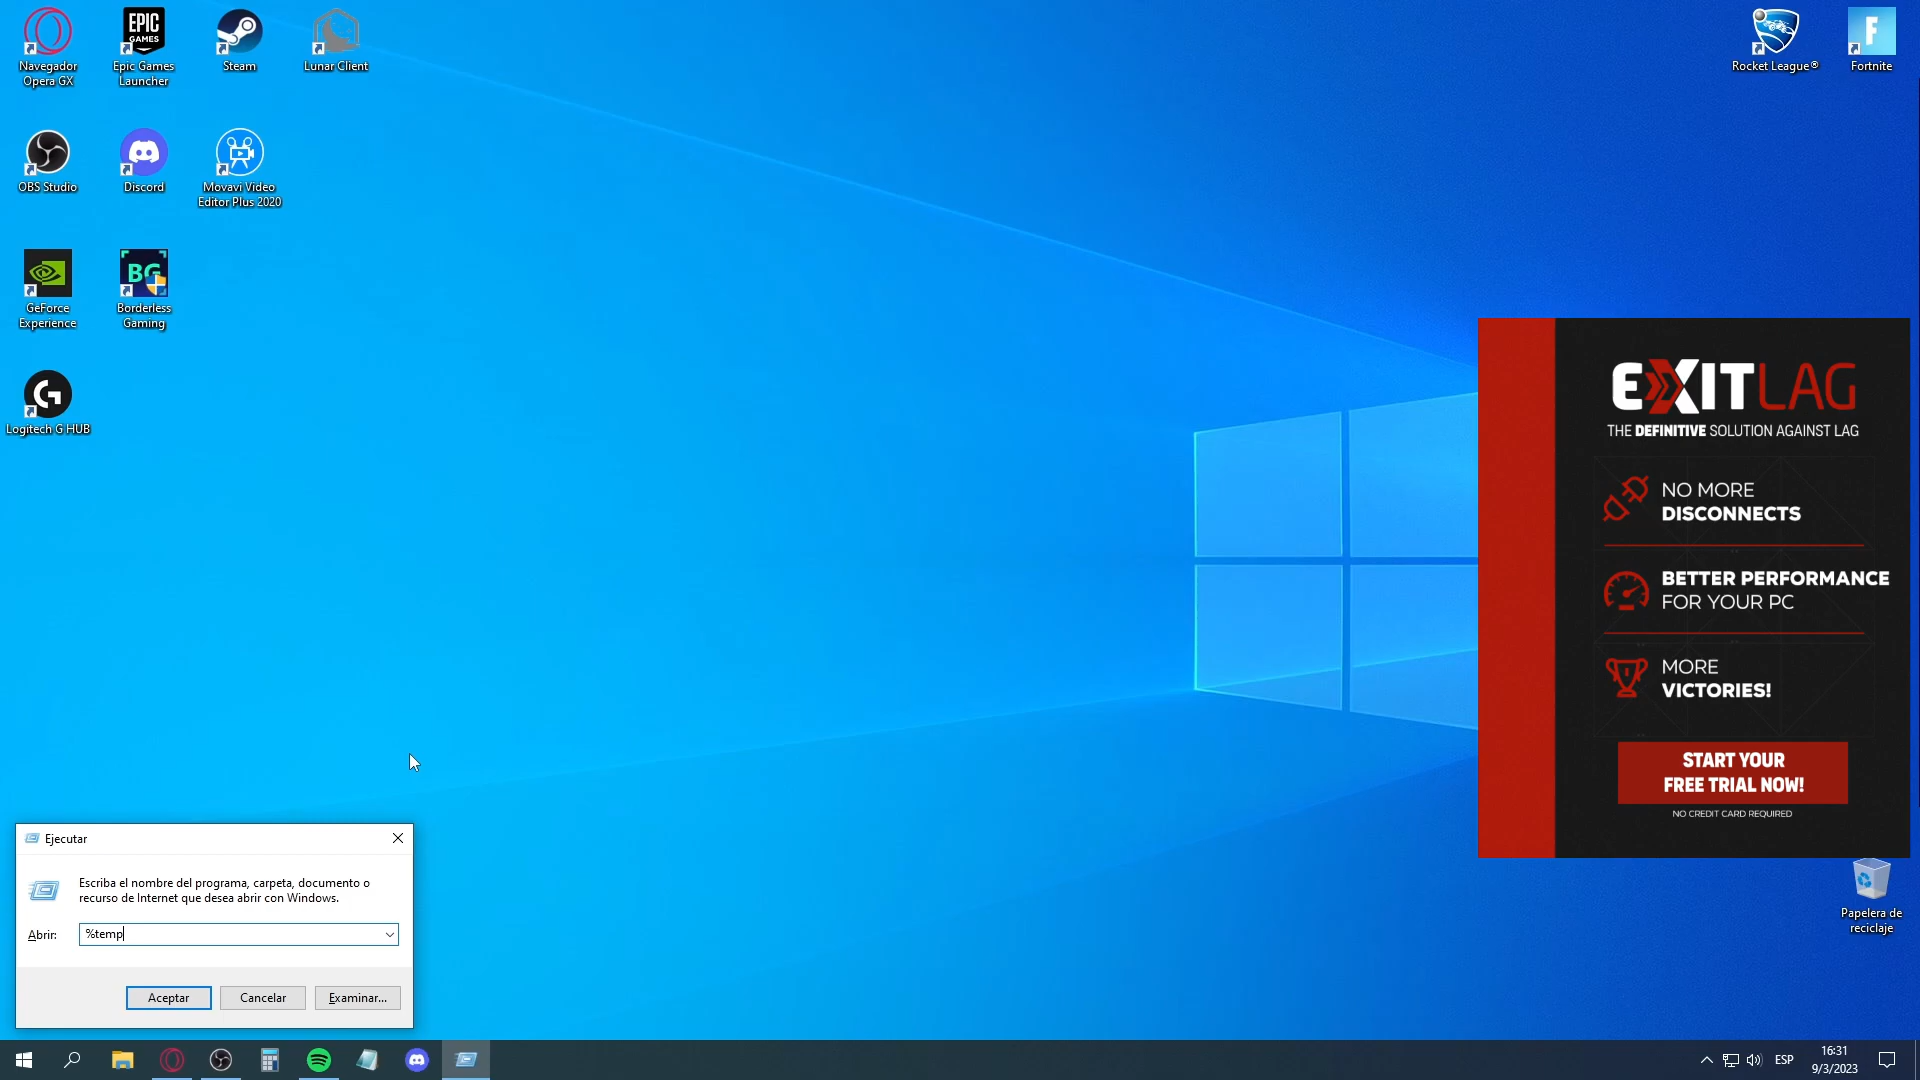 Navegador
Opera GX
EPIC
GAMES
Epic Games
Launcher
Steam
Lunar Client
Rocket League®
F
Fortnite
OBS Studio
Discord
Movavi Video
Editor Plus 2020
GeForce
Experience
BG
Borderless
Gaming
G
Logitech G HUB
EXITLAG
THE DEFINITIVE SOLUTION AGAINST LAG
NO MORE
DISCONNECTS
BETTER PERFORMANCE
FOR YOUR PC
MORE
VICTORIES!
START YOUR
FREE TRIAL NOW!
NO CREDIT CARD REQUIRED
Papelera de
reciclaje
Ejecutar
Escriba el nombre del programa, carpeta, documento o
recurso de Internet que desea abrir con Windows.
Abrir:
%temp
Aceptar
Cancelar
Examinar...
ESP
16:31
9/3/2023